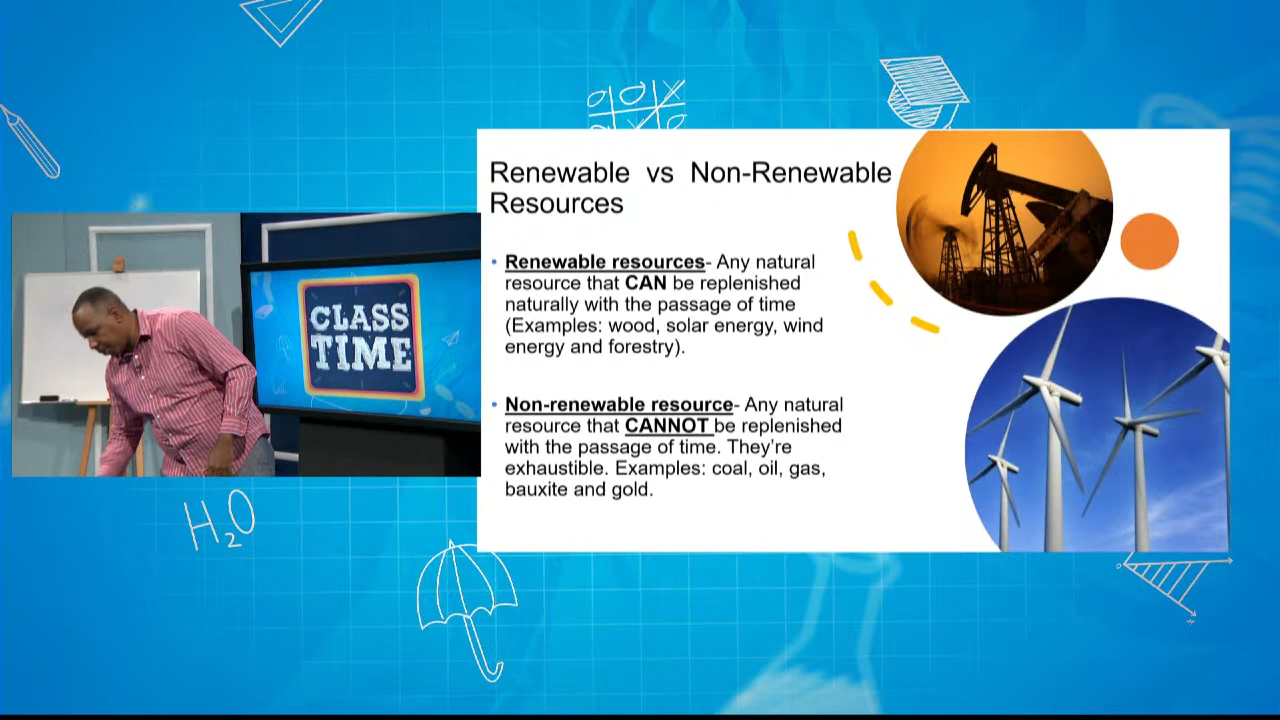 Renewable vs Non-Renewable
Resources
• Renewable resources- Any natural
resource that CAN be replenished
naturally with the passage of time
(Examples: wood, solar energy, wind
energy and forestry).
• Non-renewable resource- Any natural
resource that CANNOT be replenished
with the passage of time. They're
exhaustible. Examples: coal, oil, gas,
bauxite and gold.
CLASS
TIME
H₂O